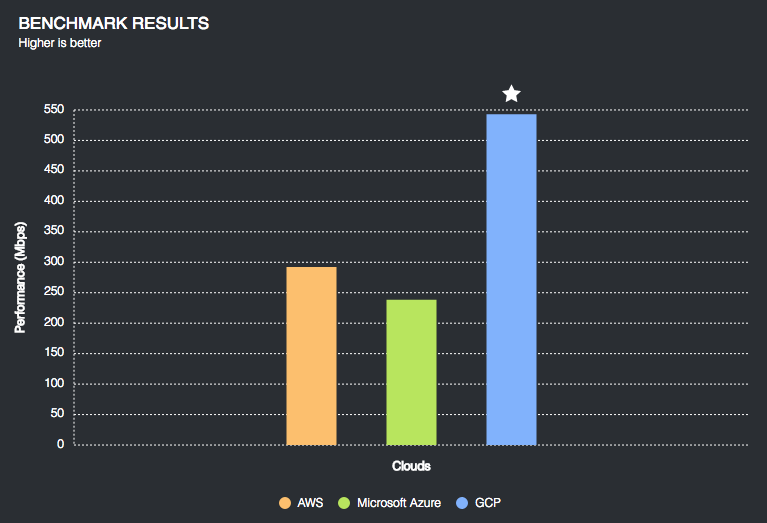 BENCHMARK RESULTS
Higher is better
550
500
450
400
350
300
250
200
150
100
50
0
Performance (Mbps)
Clouds
AWS Microsoft Azure GCP